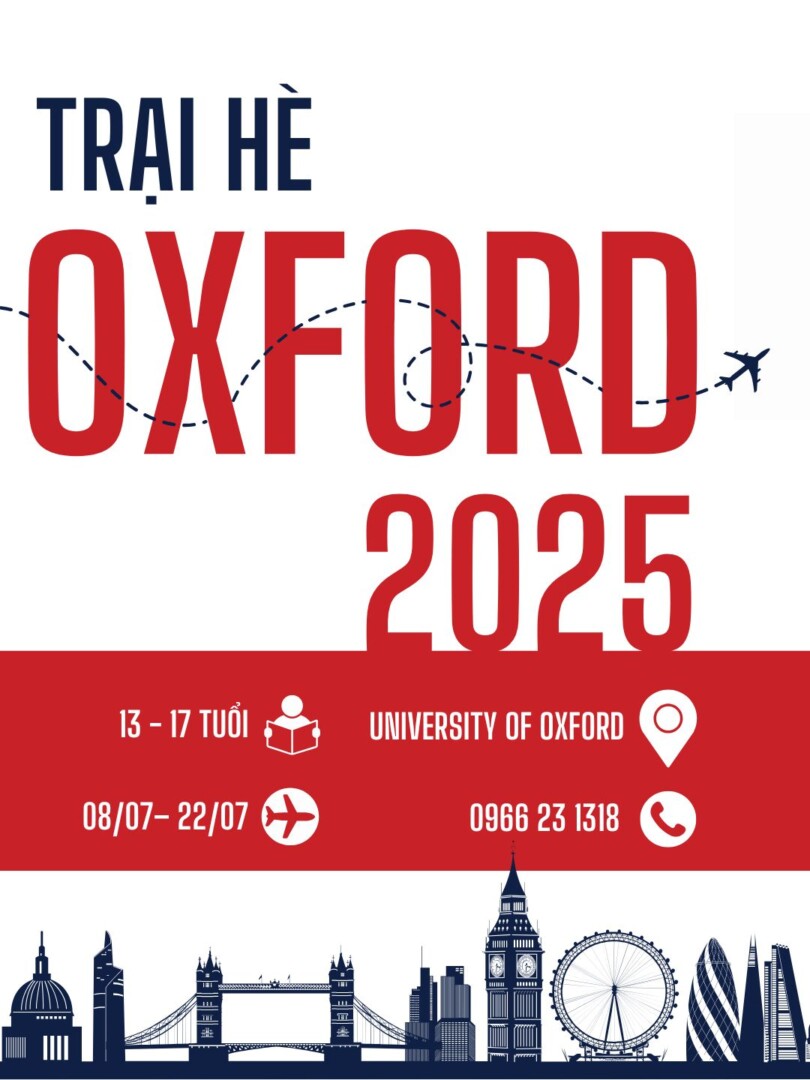 TRẠI HÈ
OXFORD
2025
13 - 17 TUỔI
UNIVERSITY OF OXFORD
08/07- 22/07
0966 23 1318